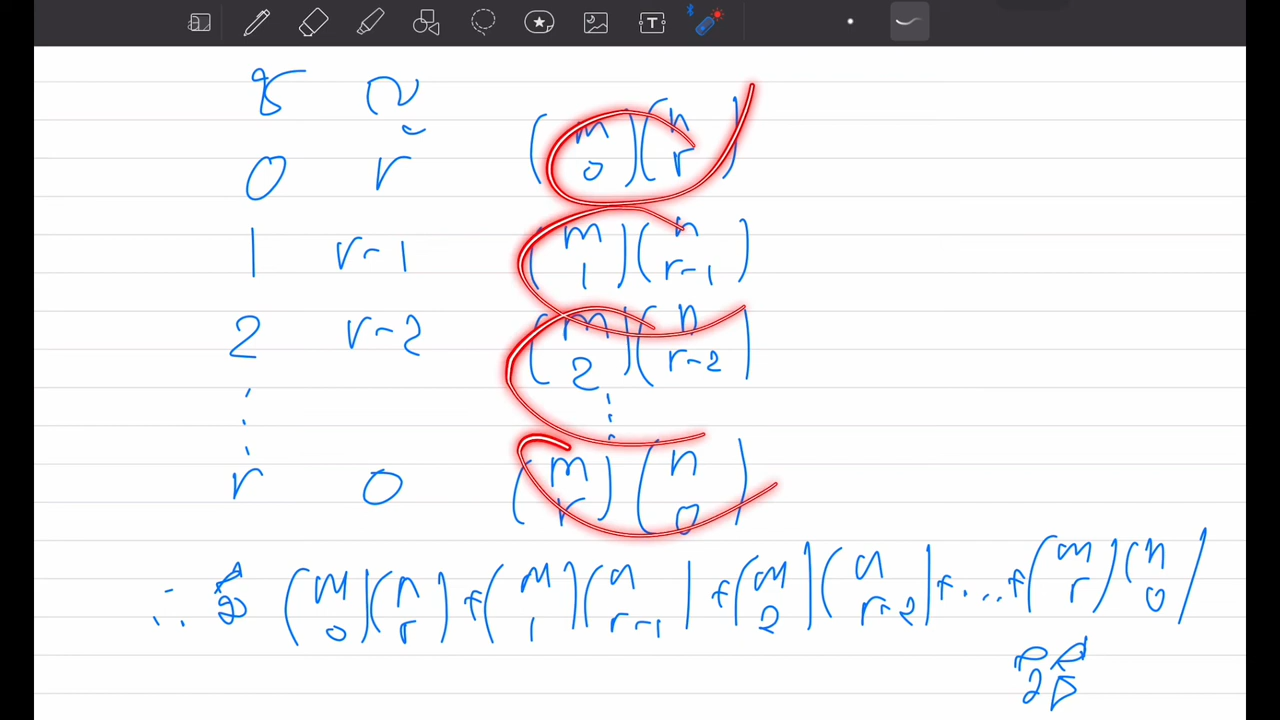 0 r (m 0)(n r)
1 r-1 (m 1)(n r-1)
2 r-2 (m 2)(n r-2)
⋮ ⋮
r 0 (m r)(n 0)
∴ (m 0)(n r) + (m 1)(n r-1) + (m 2)(n r-2) + ... + (m r)(n 0)